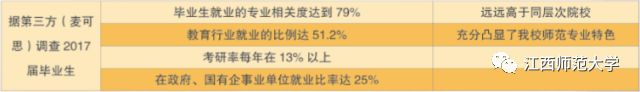 据第三方（麦可
思）调查 2017
届毕业生
毕业生就业的专业相关度达到 79%
远远高于同层次院校
教育行业就业的比例达 51.2%
充分凸显了我校师范专业特色
考研率每年在 13% 以上
在政府、国有企事业单位就业比率达 25%
江西师范大学